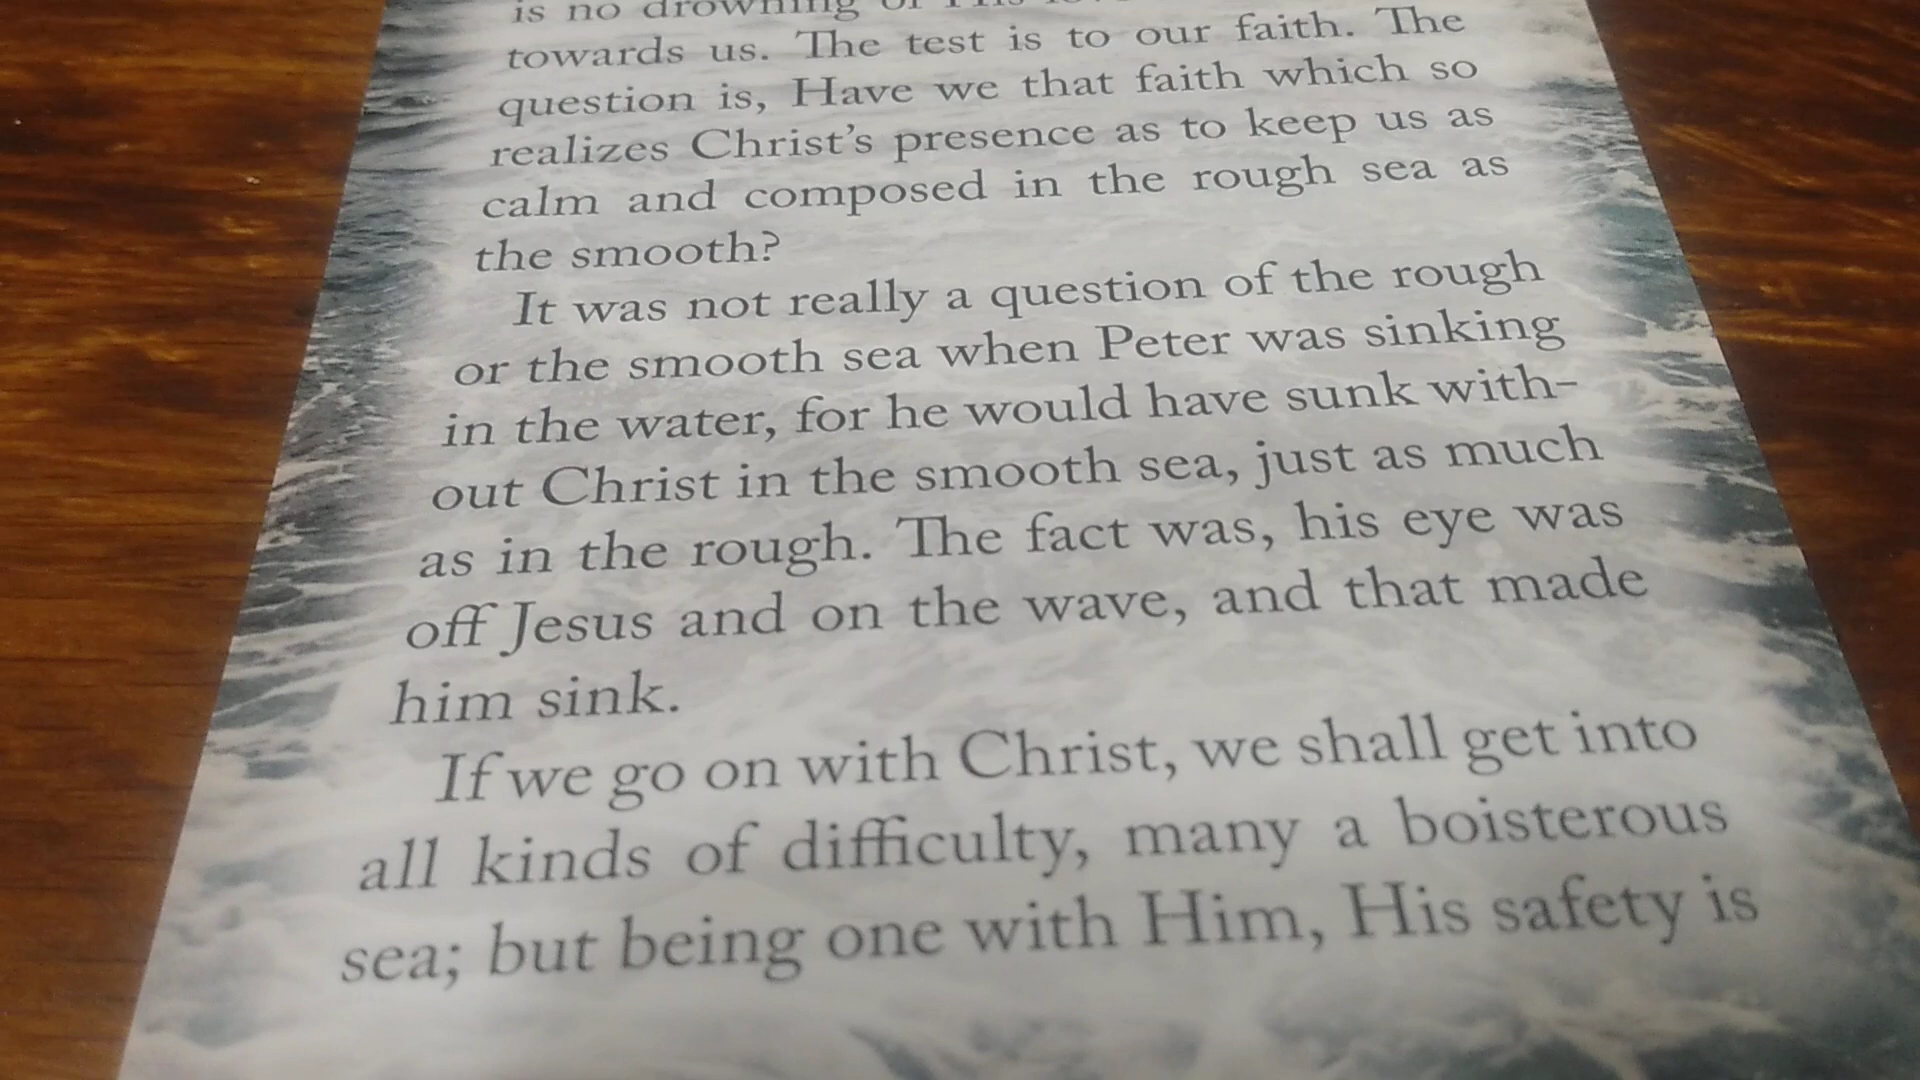 is no drowning of His
towards us. The test is to our faith. The
question is, Have we that faith which so
realizes Christ's presence as to keep us as
calm and composed in the rough sea as
the smooth?
It was not really a question of the rough
or the smooth sea when Peter was sinking
in the water, for he would have sunk with-
out Christ in the smooth sea, just as much
as in the rough. The fact was, his eye was
off Jesus and on the wave, and that made
him sink.
If we go on with Christ, we shall get into
all kinds of difficulty, many a boisterous
sea; but being one with Him, His safety is